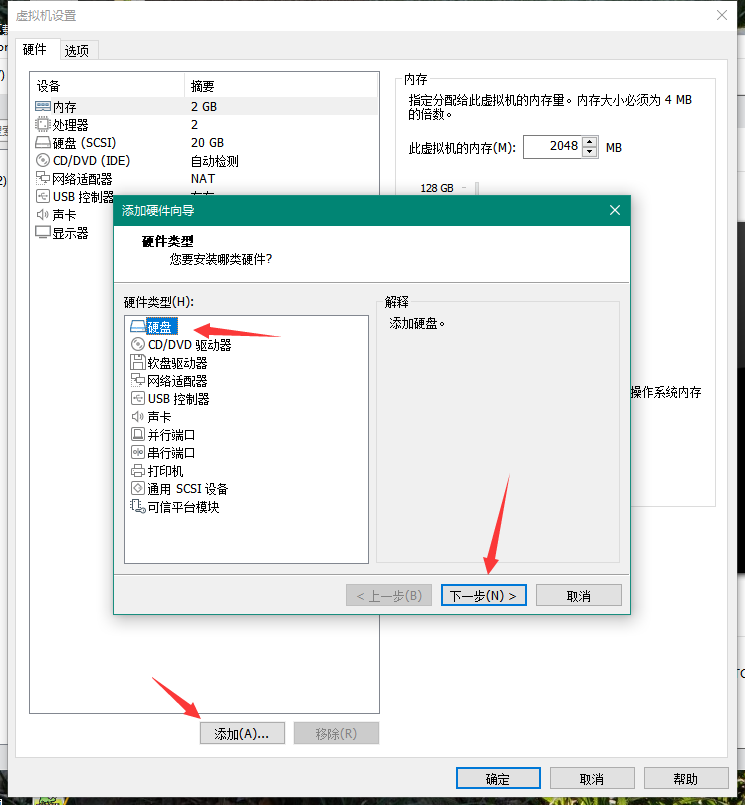 虚拟机设置
硬件 选项
设备 摘要
内存 2 GB
处理器 2
硬盘 (SCSI) 20 GB
CD/DVD (IDE) 自动检测
网络适配器 NAT
USB 控制器
声卡
显示器
内存
指定分配给此虚拟机的内存量。内存大小必须为 4 MB
的倍数。
此虚拟机的内存(M): 2048 MB
128 GB
操作系统内存
添加硬件向导
硬件类型
您要安装哪类硬件?
硬件类型(H):
硬盘
CD/DVD 驱动器
软盘驱动器
网络适配器
USB 控制器
声卡
并行端口
串行端口
打印机
通用 SCSI 设备
可信平台模块
解释
添加硬盘。
< 上一步(B) 下一步(N) > 取消
添加(A)... 移除(R)
确定 取消 帮助